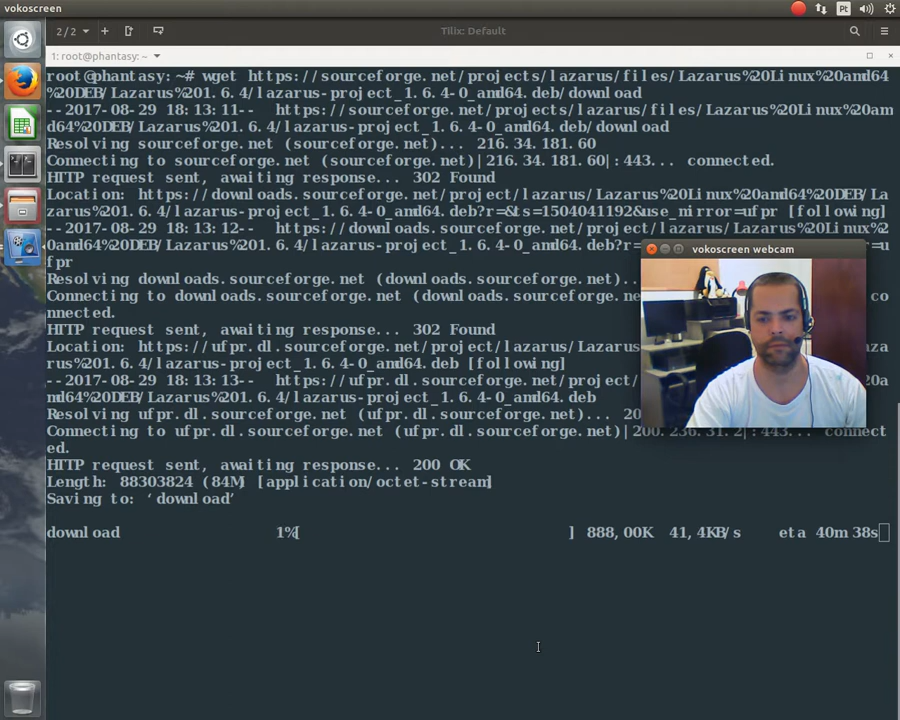 vokoscreen
Pt
2/2
Tilix: Default
1: root@phantasy: ~
root@phantasy: ~# wget https://sourceforge.net/projects/lazarus/files/Lazarus%20Linux%20amd64
%20DEB/Lazarus%201.6.4/lazarus-project_1.6.4-0_amd64.deb/download
--2017-08-29 18:13:11--  https://sourceforge.net/projects/lazarus/files/Lazarus%20Linux%20am
d64%20DEB/Lazarus%201.6.4/lazarus-project_1.6.4-0_amd64.deb/download
Resolving sourceforge.net (sourceforge.net)... 216.34.181.60
Connecting to sourceforge.net (sourceforge.net)|216.34.181.60|:443... connected.
HTTP request sent, awaiting response... 302 Found
Location: https://downloads.sourceforge.net/project/lazarus/Lazarus%20Linux%20amd64%20DEB/La
zarus%201.6.4/lazarus-project_1.6.4-0_amd64.deb?r=&ts=1504041192&use_mirror=ufpr [following]
--2017-08-29 18:13:12--  https://downloads.sourceforge.net/project/lazarus/Lazarus%20Linux%2
0amd64%20DEB/Lazarus%201.6.4/lazarus-project_1.6.4-0_amd64.deb?r= =u
fpr
Resolving downloads.sourceforge.net (downloads.sourceforge.net)..
Connecting to downloads.sourceforge.net (downloads.sourceforge.ne co
nnected.
HTTP request sent, awaiting response... 302 Found
Location: https://ufpr.dl.sourceforge.net/project/lazarus/Lazarus laza
rus%201.6.4/lazarus-project_1.6.4-0_amd64.deb [following]
--2017-08-29 18:13:13--  https://ufpr.dl.sourceforge.net/project/ 0a
md64%20DEB/Lazarus%201.6.4/lazarus-project_1.6.4-0_amd64.deb
Resolving ufpr.dl.sourceforge.net (ufpr.dl.sourceforge.net)... 20
Connecting to ufpr.dl.sourceforge.net (ufpr.dl.sourceforge.net)|200.236.31.2|:443... connect
ed.
HTTP request sent, awaiting response... 200 OK
Length: 88303824 (84M) [application/octet-stream]
Saving to: ‘download’
download 1%[ ] 888,00K 41,4KB/s eta 40m 38s
vokoscreen webcam